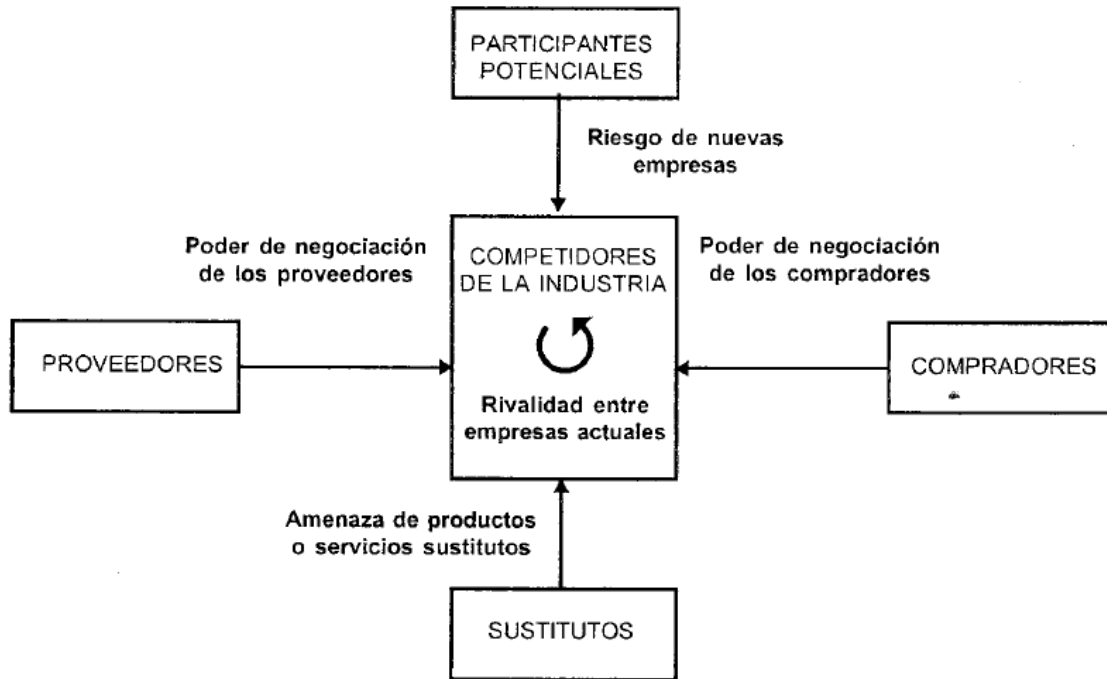 PARTICIPANTES
POTENCIALES
Riesgo de nuevas
empresas
Poder de negociación
de los proveedores
COMPETIDORES
DE LA INDUSTRIA
Rivalidad entre
empresas actuales
Poder de negociación
de los compradores
PROVEEDORES
COMPRADORES
Amenaza de productos
o servicios sustitutos
SUSTITUTOS